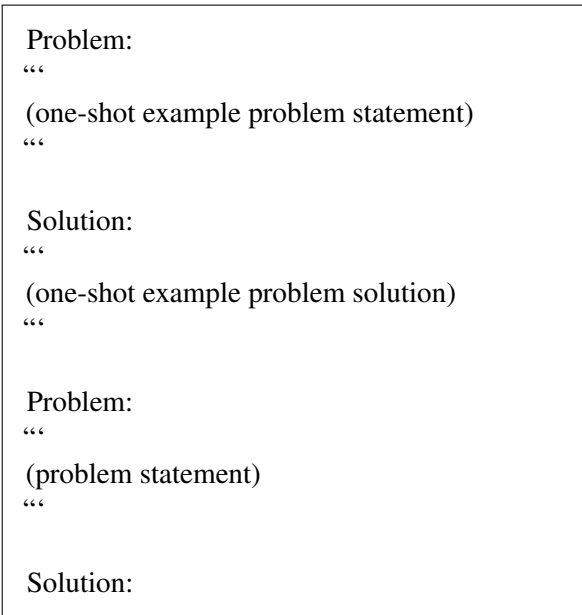 Problem:
“‘
(one-shot example problem statement)
“‘
Solution:
“‘
(one-shot example problem solution)
“‘
Problem:
“‘
(problem statement)
“‘
Solution: